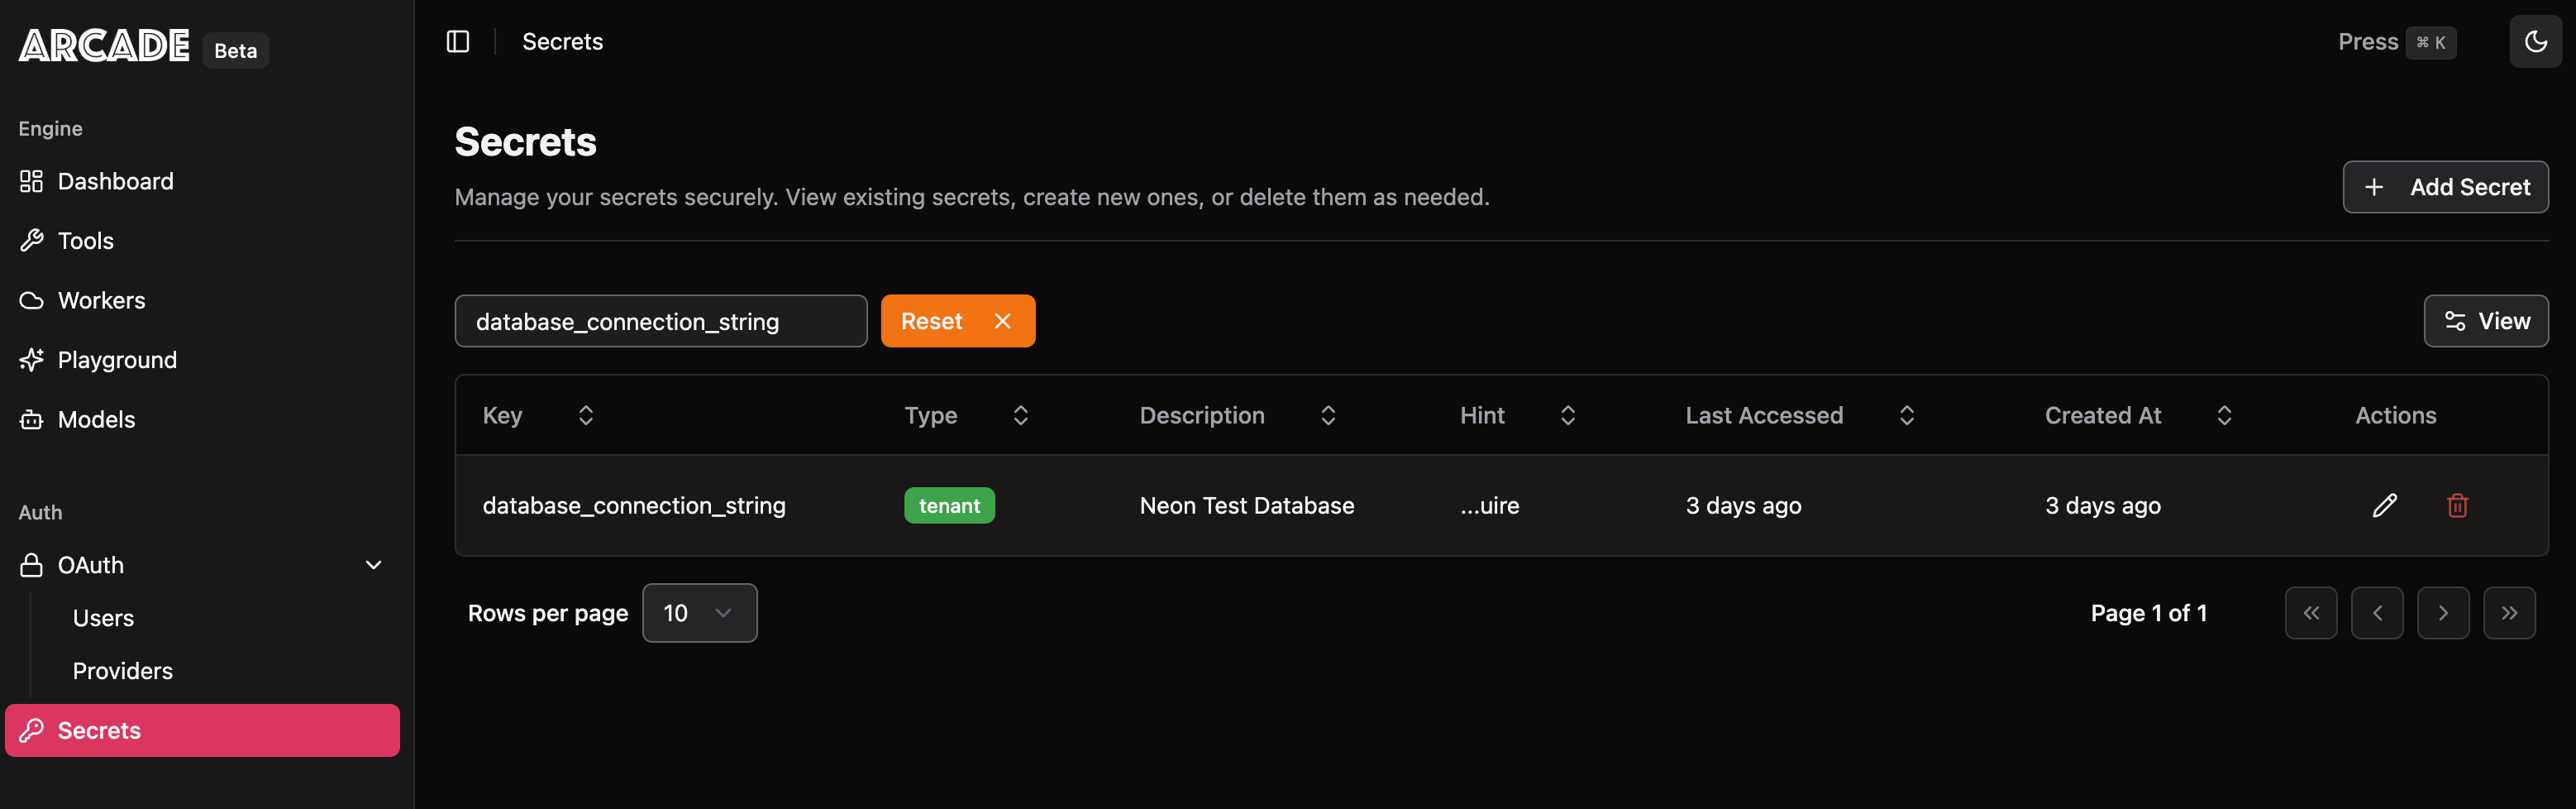 ARCADE Beta
Engine
Dashboard
Tools
Workers
Playground
Models
Auth
OAuth
Users
Providers
Secrets
Secrets
Press ⌘ K
Secrets
Manage your secrets securely. View existing secrets, create new ones, or delete them as needed.
Add Secret
database_connection_string
Reset
View
Key Type Description Hint Last Accessed Created At Actions
database_connection_string tenant Neon Test Database ...uire 3 days ago 3 days ago
Rows per page 10
Page 1 of 1